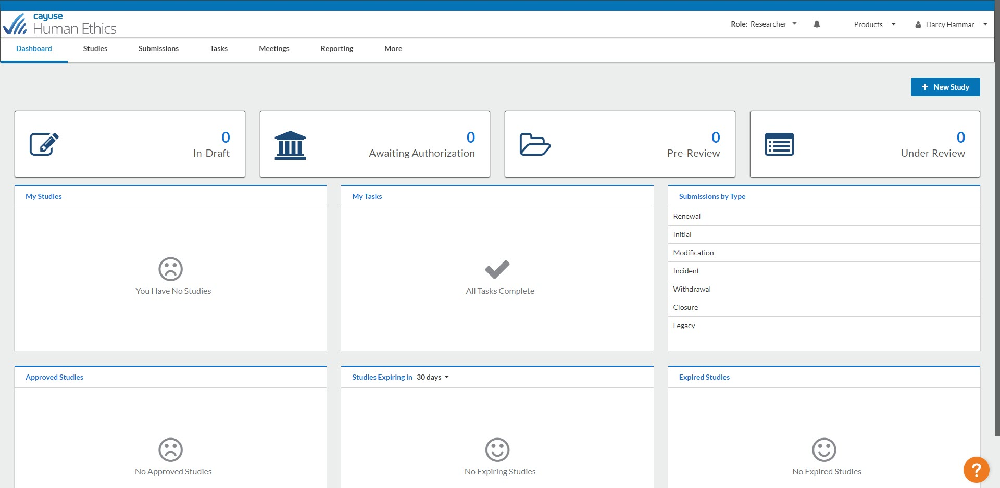 cayuse
Human Ethics
Role: Researcher
Products
Darcy Hammar
Dashboard
Studies
Submissions
Tasks
Meetings
Reporting
More
+ New Study
0
In-Draft
0
Awaiting Authorization
0
Pre-Review
0
Under Review
My Studies
You Have No Studies
My Tasks
All Tasks Complete
Submissions by Type
Renewal
Initial
Modification
Incident
Withdrawal
Closure
Legacy
Approved Studies
No Approved Studies
Studies Expiring in 30 days
No Expiring Studies
Expired Studies
No Expired Studies
?